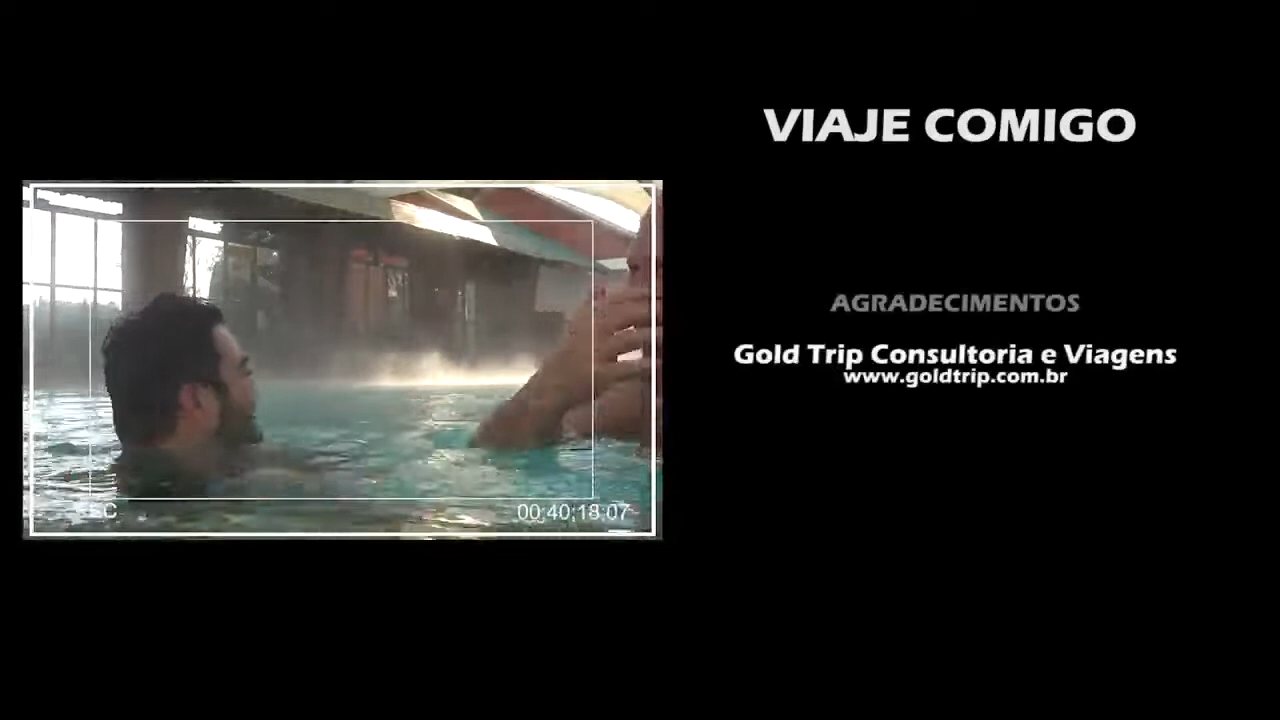 VIAJE COMIGO
AGRADECIMENTOS
Gold Trip Consultoria e Viagens
www.goldtrip.com.br
00;40;18;07